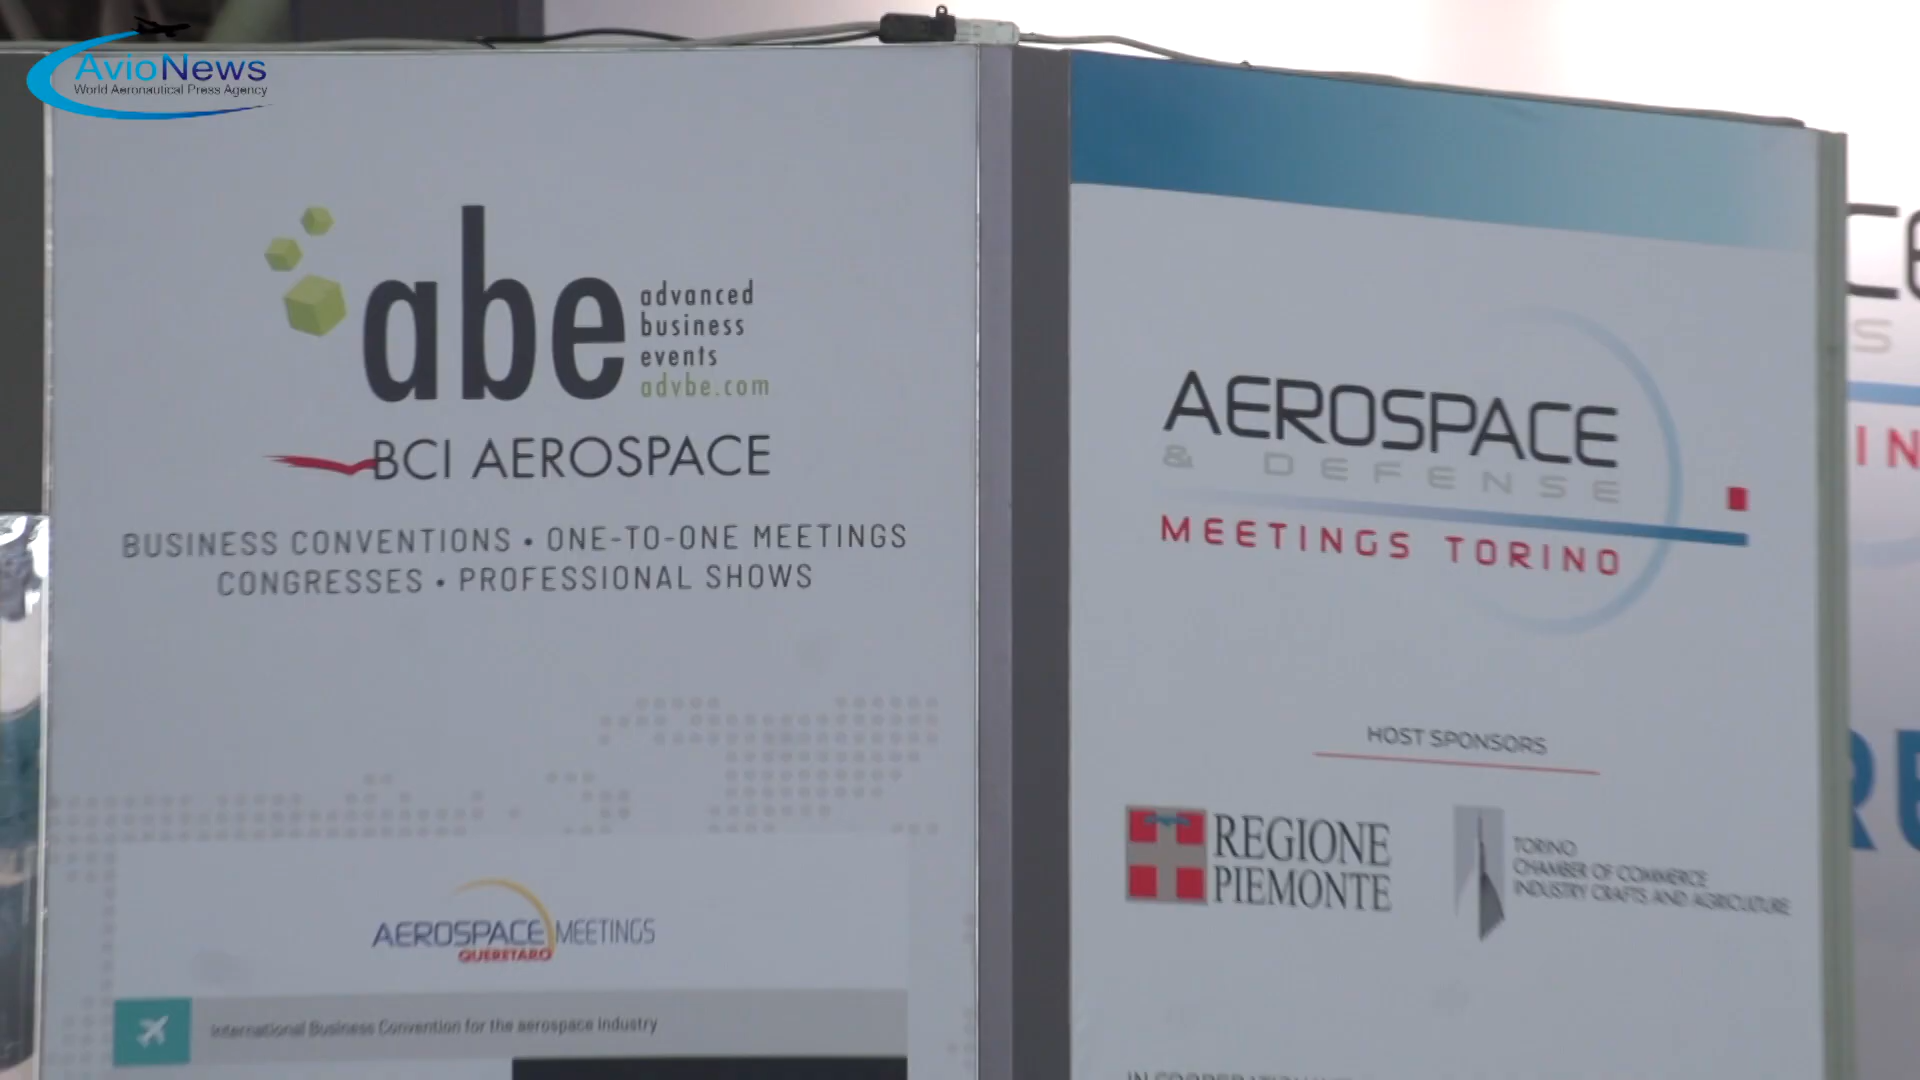 AvioNews
World Aeronautical Press Agency
abe
advanced
business
events
advbe.com
BCI AEROSPACE
BUSINESS CONVENTIONS • ONE-TO-ONE MEETINGS
CONGRESSES • PROFESSIONAL SHOWS
AEROSPACE MEETINGS
QUERETARO
International Business Convention for the aerospace industry
AEROSPACE
& DEFENSE
MEETINGS TORINO
HOST SPONSORS
REGIONE
PIEMONTE
TORINO
CHAMBER OF COMMERCE
INDUSTRY CRAFTS AND AGRICULTURE